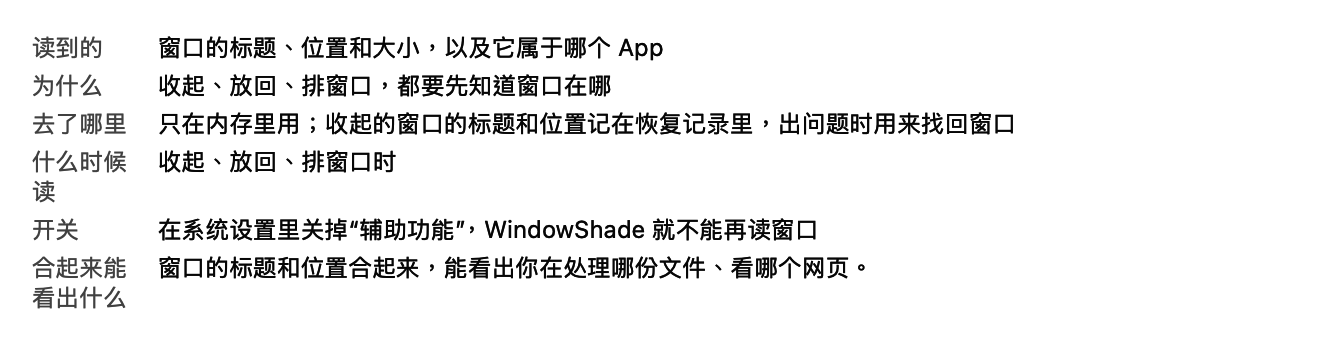 读到的 窗口的标题、位置和大小，以及它属于哪个 App
为什么 收起、放回、排窗口，都要先知道窗口在哪
去了哪里 只在内存里用；收起的窗口的标题和位置记在恢复记录里，出问题时用来找回窗口
什么时候 收起、放回、排窗口时
读
开关 在系统设置里关掉“辅助功能”，WindowShade 就不能再读窗口
合起来能 窗口的标题和位置合起来，能看出你在处理哪份文件、看哪个网页。
看出什么